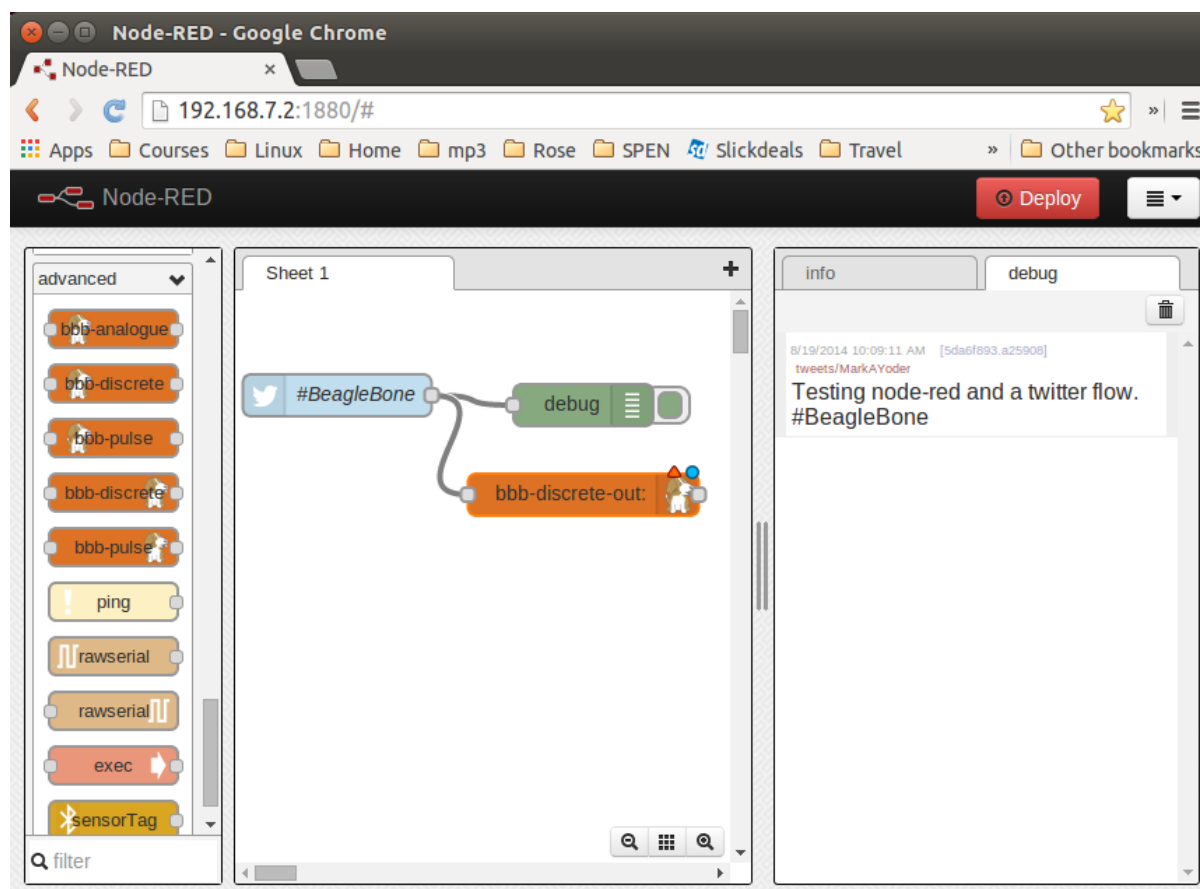 Node-RED - Google Chrome
Node-RED ×
192.168.7.2:1880/#
»
Apps Courses Linux Home mp3 Rose SPEN Slickdeals Travel » Other bookmarks
Node-RED Deploy
advanced
bbb-analogue
bbb-discrete
bbb-pulse
bbb-discrete
bbb-pulse
ping
rawserial
rawserial
exec
sensorTag
filter
Sheet 1 +
#BeagleBone
debug
bbb-discrete-out:
info debug
8/19/2014 10:09:11 AM [5da6f893.a25908]
tweets/MarkAYoder
Testing node-red and a twitter flow.
#BeagleBone